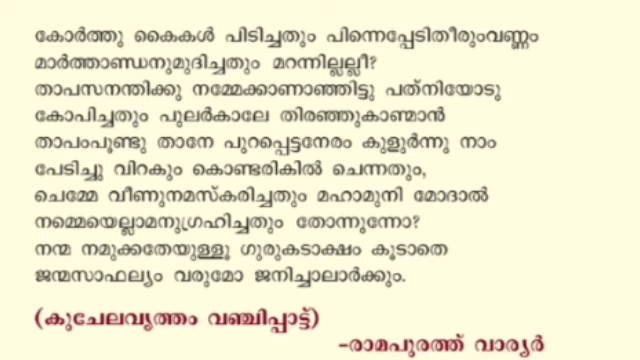 കോർത്തു കൈകൾ പിടിച്ചതും പിന്നെപ്പേടിതീരുംവണ്ണം
മാർത്താണ്ഡനുമുദിച്ചതും മറന്നില്ലല്ലീ?
താപസനന്തിക്കു നമ്മേക്കാണാഞ്ഞിട്ടു പത്നിയോടു
കോപിച്ചതും പുലർകാലേ തിരഞ്ഞുകാണ്മാൻ
താപംപൂണ്ടു താനേ പുറപ്പെട്ടനേരം കുളുർന്നു നാം
പേടിച്ചു വിറകും കൊണ്ടരികിൽ ചെന്നതും,
ചെമ്മേ വീണുനമസ്കരിച്ചതും മഹാമുനി മോദാൽ
നമ്മെയെല്ലാമനുഗ്രഹിച്ചതും തോന്നുന്നോ?
നന്മ നമുക്കതേയുള്ളൂ ഗുരുകടാക്ഷം കൂടാതെ
ജന്മസാഫല്യം വരുമോ ജനിച്ചാലാർക്കും.
(കുചേലവൃത്തം വഞ്ചിപ്പാട്ട്)
-രാമപുരത്ത് വാര്യർ